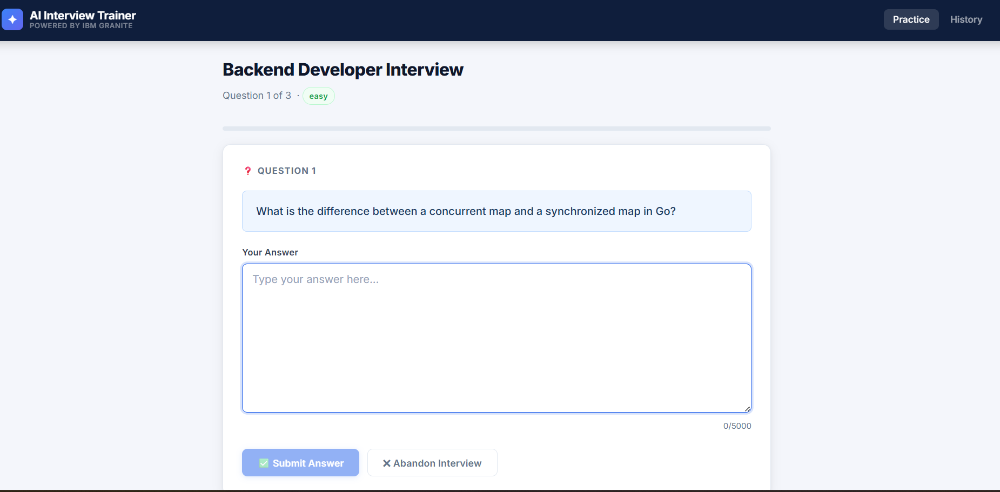 AI Interview Trainer
POWERED BY IBM GRANITE
Practice
History
Backend Developer Interview
Question 1 of 3 · easy
❓ QUESTION 1
What is the difference between a concurrent map and a synchronized map in Go?
Your Answer
Type your answer here...
0/5000
✅ Submit Answer
✕ Abandon Interview